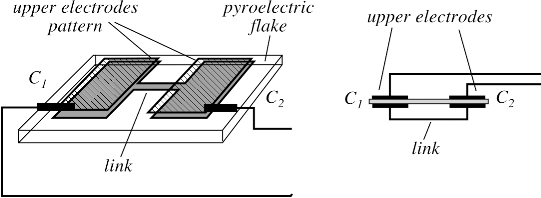 upper electrodes
pattern
pyroelectric
flake
C1
C2
link
upper electrodes
C1
C2
link